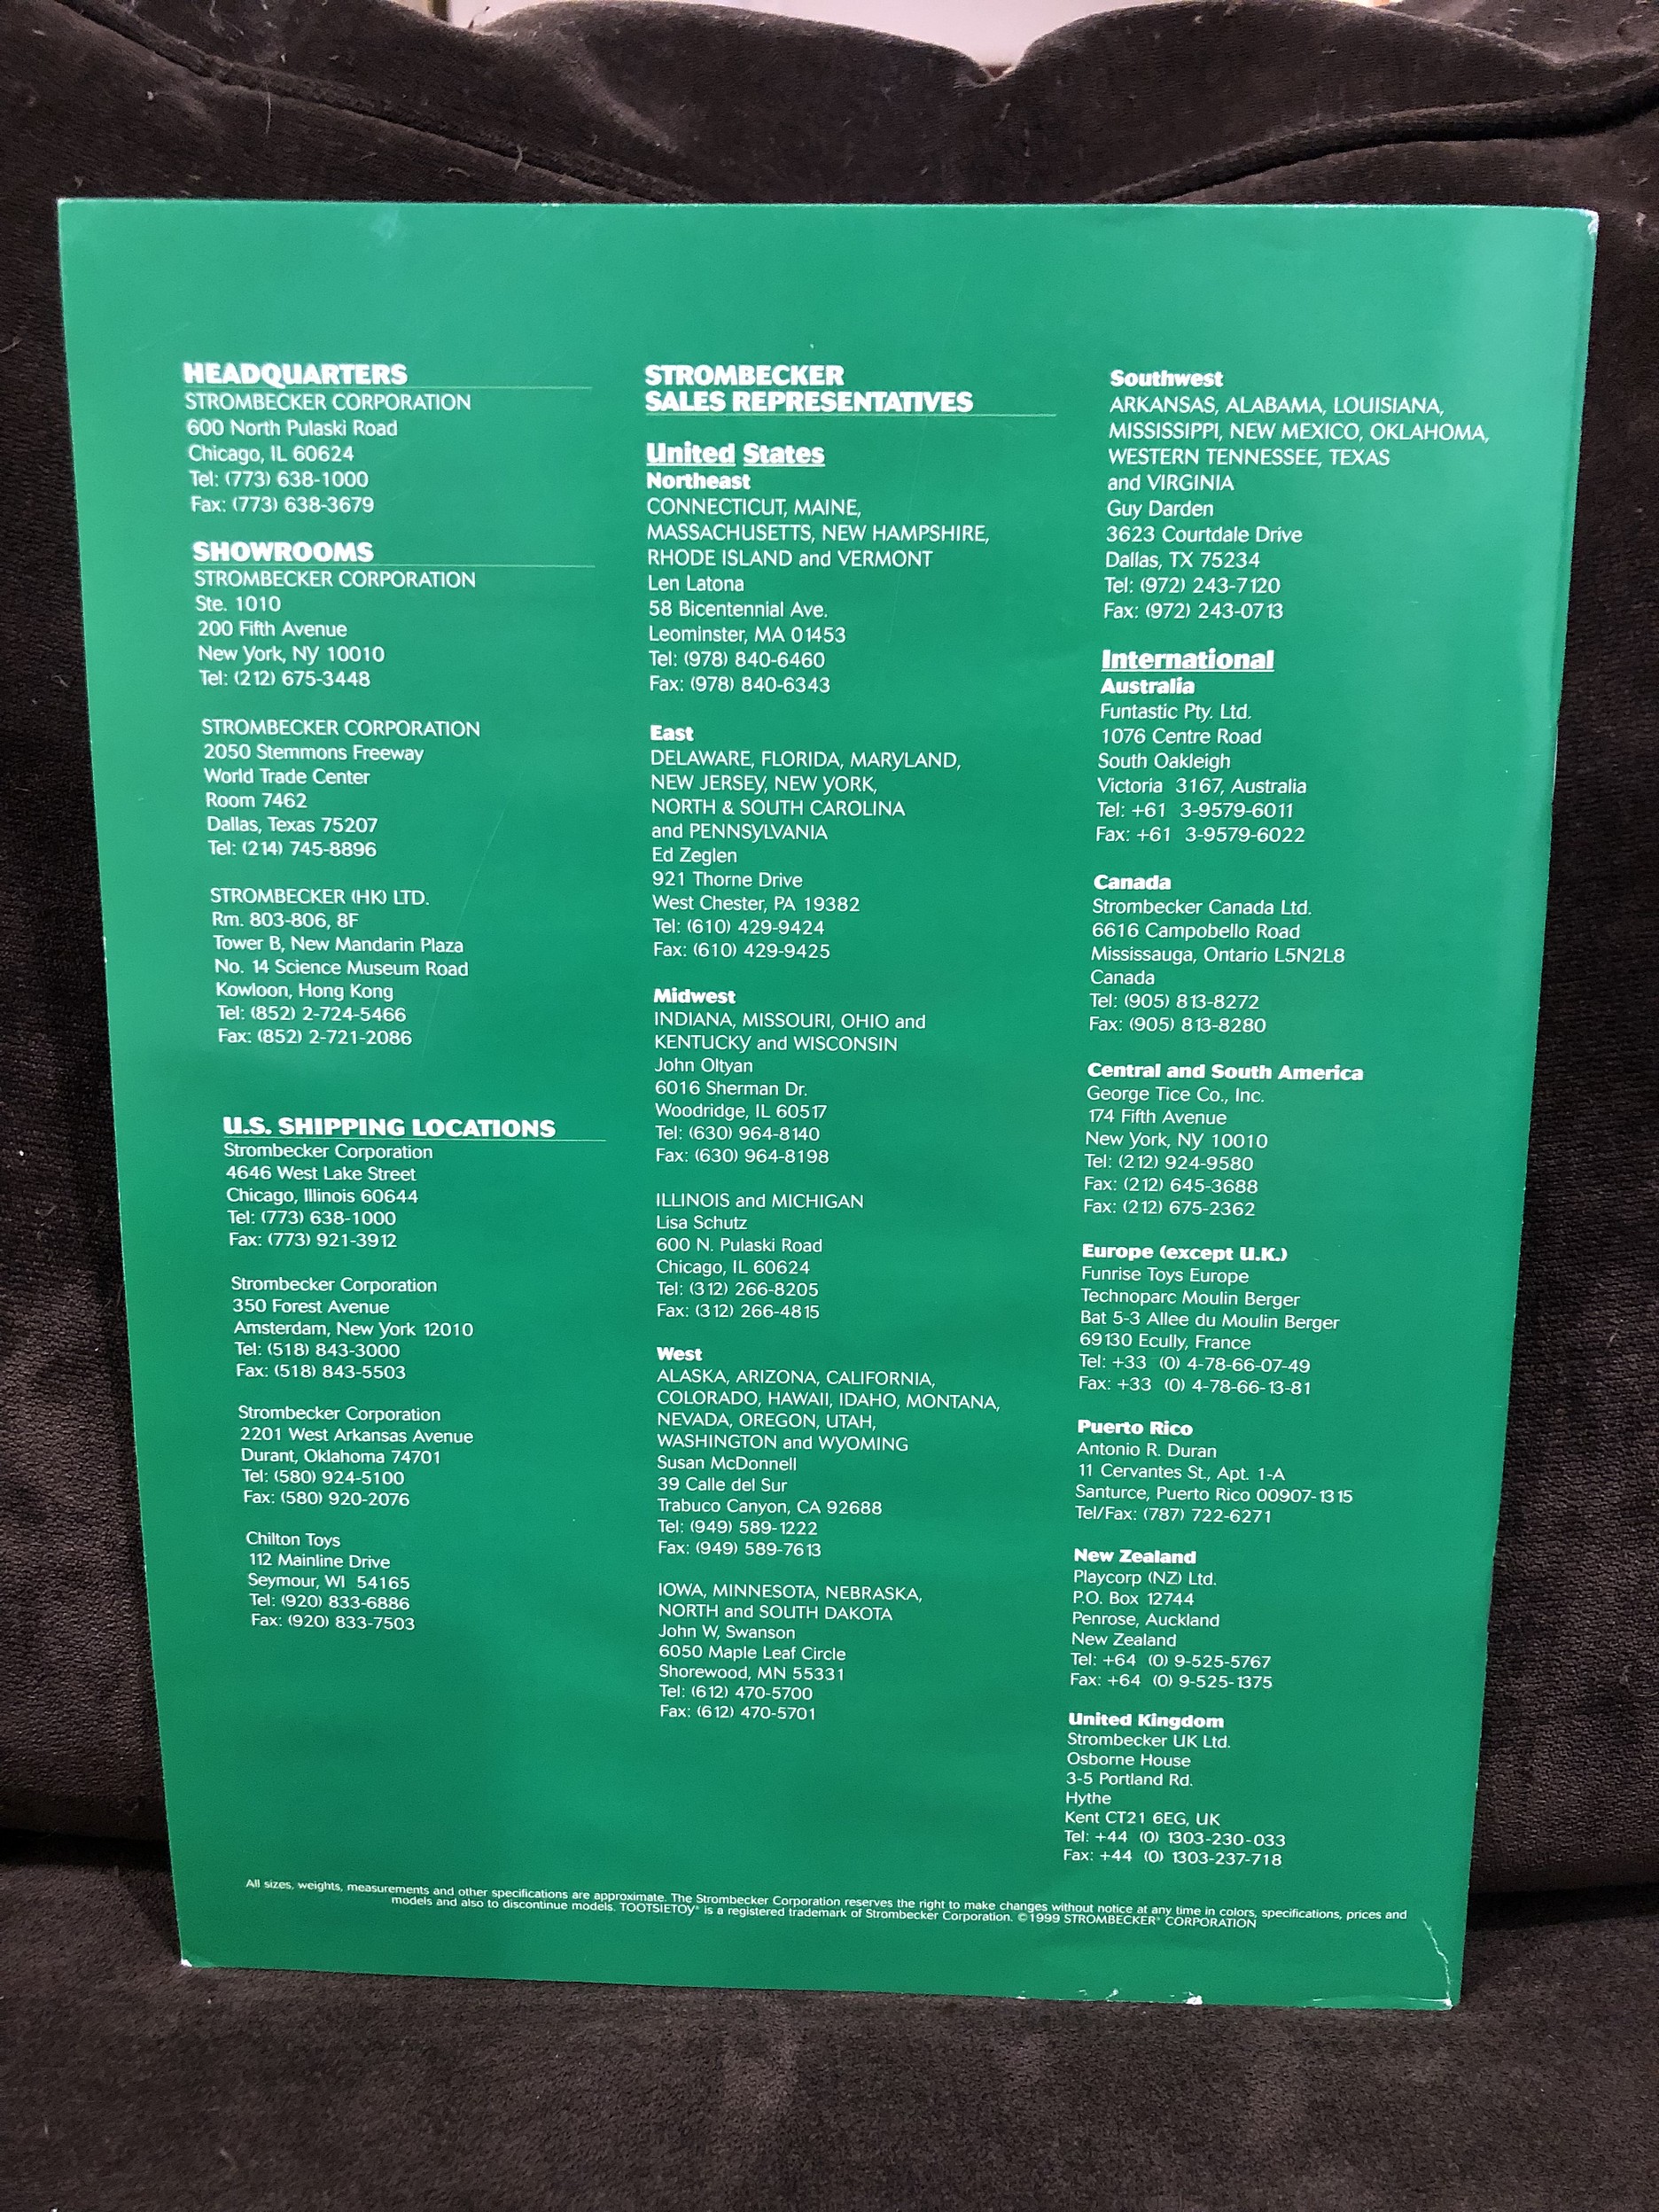 HEADQUARTERS
STROMBECKER CORPORATION
600 North Pulaski Road
Chicago, IL 60624
Tel: (773) 638-1000
Fax: (773) 638-3679
SHOWROOMS
STROMBECKER CORPORATION
Ste. 1010
200 Fifth Avenue
New York, NY 10010
Tel: (212) 675-3448
STROMBECKER CORPORATION
2050 Stemmons Freeway
World Trade Center
Room 7462
Dallas, Texas 75207
Tel: (214) 745-8896
STROMBECKER (HK) LTD.
Rm. 803-806, 8F
Tower B, New Mandarin Plaza
No. 14 Science Museum Road
Kowloon, Hong Kong
Tel: (852) 2-724-5466
Fax: (852) 2-721-2086
U.S. SHIPPING LOCATIONS
Strombecker Corporation
4646 West Lake Street
Chicago, Illinois 60644
Tel: (773) 638-1000
Fax: (773) 921-3912
Strombecker Corporation
350 Forest Avenue
Amsterdam, New York 12010
Tel: (518) 843-3000
Fax: (518) 843-5503
Strombecker Corporation
2201 West Arkansas Avenue
Durant, Oklahoma 74701
Tel: (580) 924-5100
Fax: (580) 920-2076
Chilton Toys
112 Mainline Drive
Seymour, WI 54165
Tel: (920) 833-6886
Fax: (920) 833-7503
STROMBECKER
SALES REPRESENTATIVES
United States
Northeast
CONNECTICUT, MAINE,
MASSACHUSETTS, NEW HAMPSHIRE,
RHODE ISLAND and VERMONT
Len Latona
58 Bicentennial Ave.
Leominster, MA 01453
Tel: (978) 840-6460
Fax: (978) 840-6343
East
DELAWARE, FLORIDA, MARYLAND,
NEW JERSEY, NEW YORK,
NORTH & SOUTH CAROLINA
and PENNSYLVANIA
Ed Zeglen
921 Thorne Drive
West Chester, PA 19382
Tel: (610) 429-9424
Fax: (610) 429-9425
Midwest
INDIANA, MISSOURI, OHIO and
KENTUCKY and WISCONSIN
John Oltyan
6016 Sherman Dr.
Woodridge, IL 60517
Tel: (630) 964-8140
Fax: (630) 964-8198
ILLINOIS and MICHIGAN
Lisa Schutz
600 N. Pulaski Road
Chicago, IL 60624
Tel: (312) 266-8205
Fax: (312) 266-4815
West
ALASKA, ARIZONA, CALIFORNIA,
COLORADO, HAWAII, IDAHO, MONTANA,
NEVADA, OREGON, UTAH,
WASHINGTON and WYOMING
Susan McDonnell
39 Calle del Sur
Trabuco Canyon, CA 92688
Tel: (949) 589-1222
Fax: (949) 589-7613
IOWA, MINNESOTA, NEBRASKA,
NORTH and SOUTH DAKOTA
John W, Swanson
6050 Maple Leaf Circle
Shorewood, MN 55331
Tel: (612) 470-5700
Fax: (612) 470-5701
Southwest
ARKANSAS, ALABAMA, LOUISIANA,
MISSISSIPPI, NEW MEXICO, OKLAHOMA,
WESTERN TENNESSEE, TEXAS
and VIRGINIA
Guy Darden
3623 Courtdale Drive
Dallas, TX 75234
Tel: (972) 243-7120
Fax: (972) 243-0713
International
Australia
Funtastic Pty. Ltd.
1076 Centre Road
South Oakleigh
Victoria 3167, Australia
Tel: +61 3-9579-6011
Fax: +61 3-9579-6022
Canada
Strombecker Canada Ltd.
6616 Campobello Road
Mississauga, Ontario L5N2L8
Canada
Tel: (905) 813-8272
Fax: (905) 813-8280
Central and South America
George Tice Co., Inc.
174 Fifth Avenue
New York, NY 10010
Tel: (212) 924-9580
Fax: (212) 645-3688
Fax: (212) 675-2362
Europe (except U.K.)
Funrise Toys Europe
Technoparc Moulin Berger
Bat 5-3 Allee du Moulin Berger
69130 Ecully, France
Tel: +33 (0) 4-78-66-07-49
Fax: +33 (0) 4-78-66-13-81
Puerto Rico
Antonio R. Duran
11 Cervantes St., Apt. 1-A
Santurce, Puerto Rico 00907-1315
Tel/Fax: (787) 722-6271
New Zealand
Playcorp (NZ) Ltd.
P.O. Box 12744
Penrose, Auckland
New Zealand
Tel: +64 (0) 9-525-5767
Fax: +64 (0) 9-525-1375
United Kingdom
Strombecker UK Ltd.
Osborne House
3-5 Portland Rd.
Hythe
Kent CT21 6EG, UK
Tel: +44 (0) 1303-230-033
Fax: +44 (0) 1303-237-718
All sizes, weights, measurements and other specifications are approximate. The Strombecker Corporation reserves the right to make changes without notice at any time in colors, specifications, prices and
models and also to discontinue models. TOOTSIETOY® is a registered trademark of Strombecker Corporation. ©1999 STROMBECKER® CORPORATION